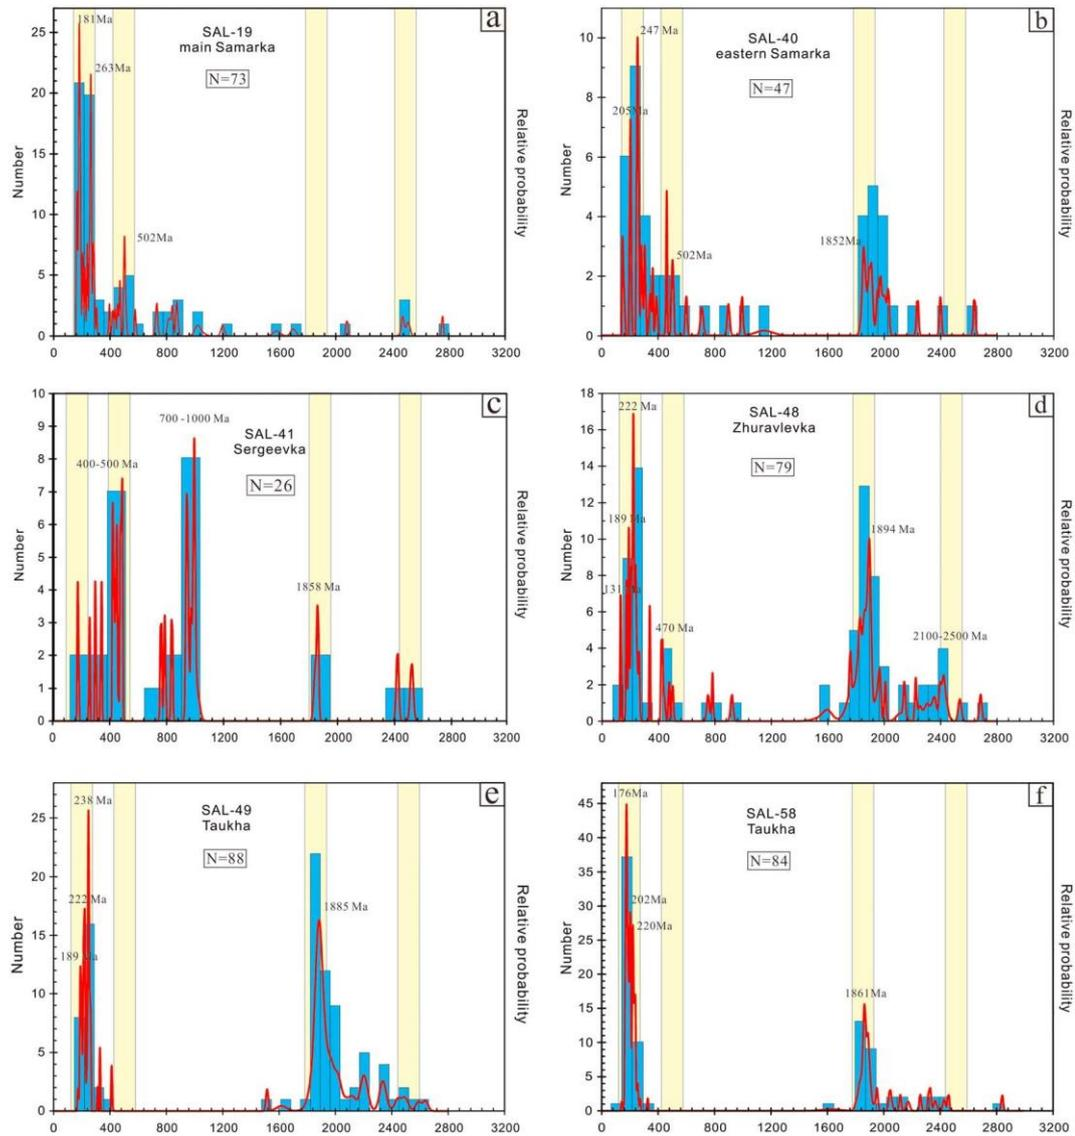 a
SAL-19
main Samarka
N=73
181Ma
263Ma
502Ma
Number
Relative probability
25
20
15
10
5
0
0 400 800 1200 1600 2000 2400 2800 3200
b
SAL-40
eastern Samarka
N=47
247 Ma
205Ma
502Ma
1852Ma
Number
Relative probability
10
8
6
4
2
0
0 400 800 1200 1600 2000 2400 2800 3200
c
SAL-41
Sergeevka
N=26
700 -1000 Ma
400-500 Ma
1858 Ma
Number
Relative probability
10
9
8
7
6
5
4
3
2
1
0
0 400 800 1200 1600 2000 2400 2800 3200
d
SAL-48
Zhuravlevka
N=79
222 Ma
189 Ma
131
470 Ma
1894 Ma
2100-2500 Ma
Number
Relative probability
18
16
14
12
10
8
6
4
2
0
0 400 800 1200 1600 2000 2400 2800 3200
e
SAL-49
Taukha
N=88
238 Ma
222 Ma
189
1885 Ma
Number
Relative probability
25
20
15
10
5
0
0 400 800 1200 1600 2000 2400 2800 3200
f
SAL-58
Taukha
N=84
176Ma
202Ma
220Ma
1861Ma
Number
Relative probability
45
40
35
30
25
20
15
10
5
0
0 400 800 1200 1600 2000 2400 2800 3200